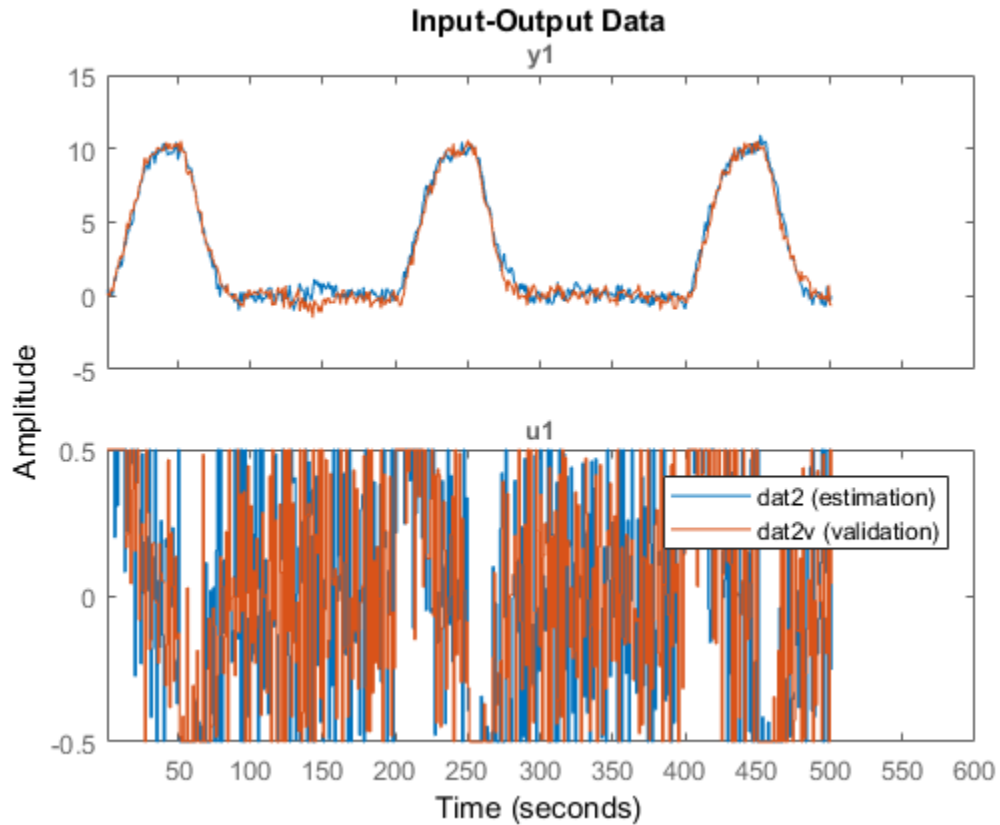 Input-Output Data
y1
15
10
5
0
-5
Amplitude
u1
0.5
0
-0.5
dat2 (estimation)
dat2v (validation)
50 100 150 200 250 300 350 400 450 500 550 600
Time (seconds)